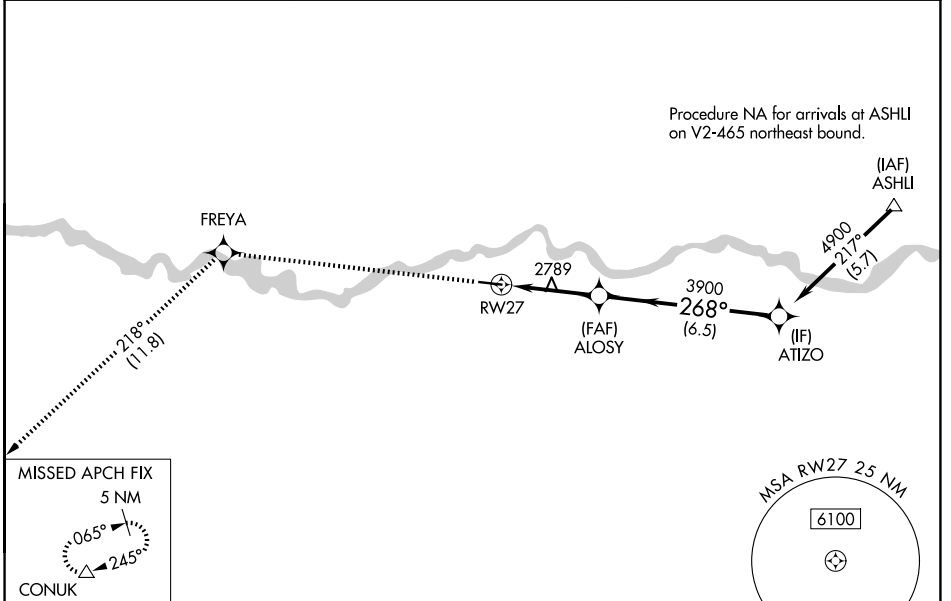 Procedure NA for arrivals at ASHLI
on V2-465 northeast bound.
(IAF)
ASHLI
FREYA
4900
217°
(5.7)
2789
3900
268°
(6.5)
RW27
(FAF)
ALOSY
(IF)
ATIZO
218°
(11.8)
MISSED APCH FIX
5 NM
065°
245°
CONUK
MSA RW27 25 NM
6100